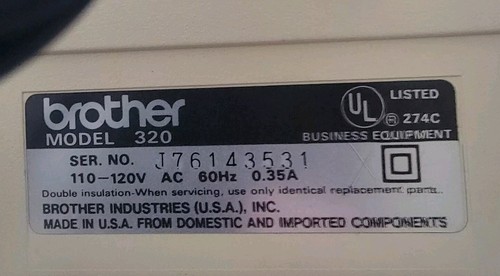 brother
MODEL 320
UL LISTED
® 274C
BUSINESS EQUIPMENT
SER. NO. J76143531
110-120V AC 60Hz 0.35A
Double insulation-When servicing, use only identical replacement parts.
BROTHER INDUSTRIES (U.S.A.), INC.
MADE IN U.S.A. FROM DOMESTIC AND IMPORTED COMPONENTS